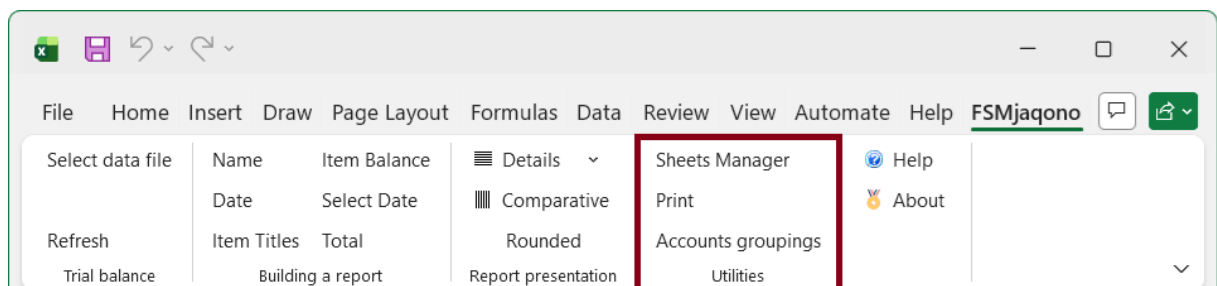 File Home Insert Draw Page Layout Formulas Data Review View Automate Help FSMjaqono
Select data file Name Item Balance Details Sheets Manager Help
Date Select Date Comparative Print About
Refresh Item Titles Total Rounded Accounts groupings
Trial balance Building a report Report presentation Utilities